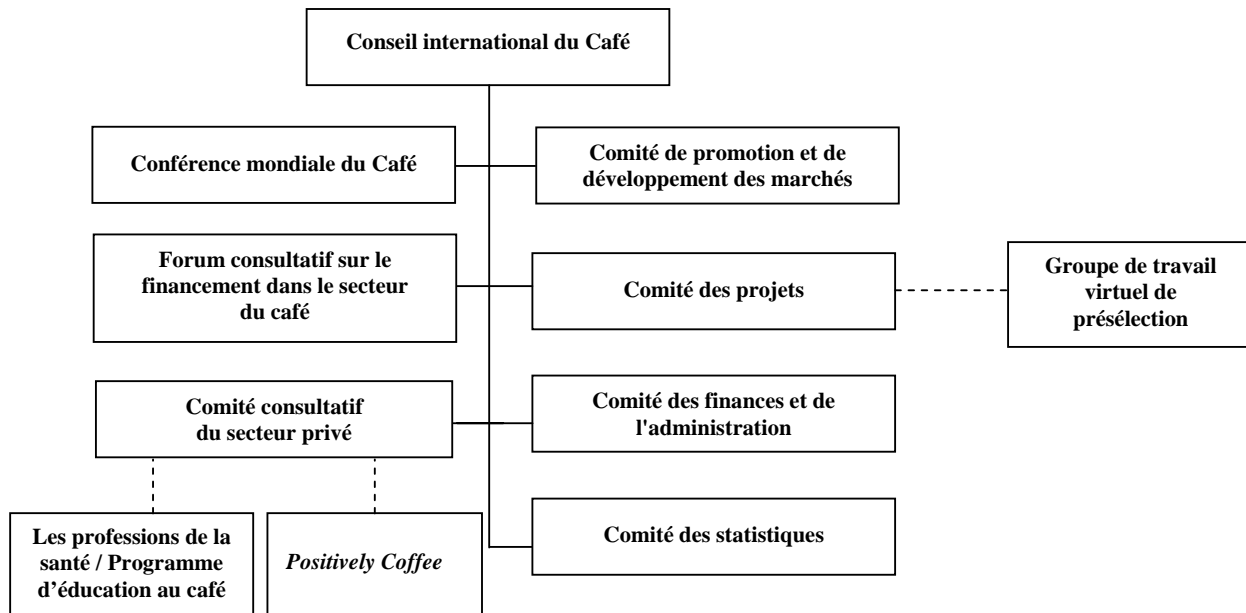 Conseil international du Café
Conférence mondiale du Café
Comité de promotion et de
développement des marchés
Forum consultatif sur le
financement dans le secteur
du café
Comité des projets
Groupe de travail
virtuel de
présélection
Comité consultatif
du secteur privé
Comité des finances et de
l'administration
Les professions de la
santé / Programme
d’éducation au café
Positively Coffee
Comité des statistiques